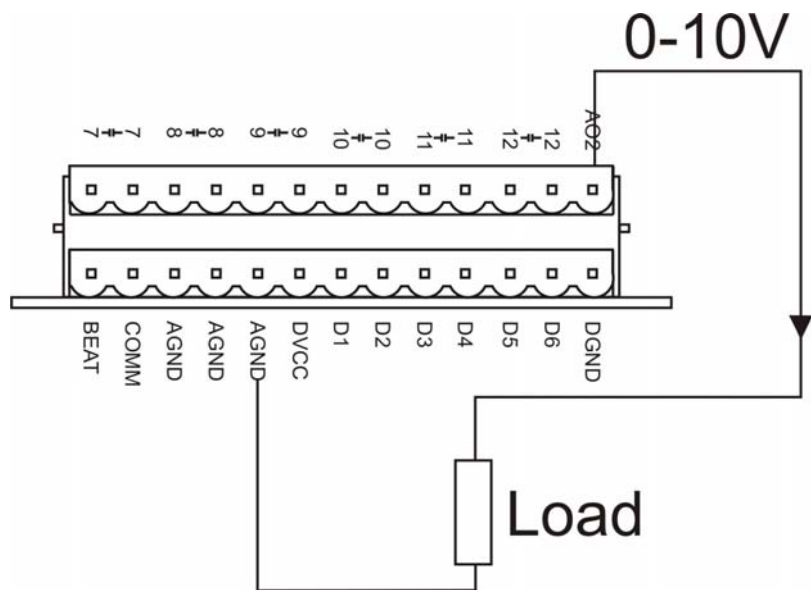 0-10V
7 7 8 8 9 9 10 10 11 11 12 12 AO2
BEAT COMM AGND AGND AGND DVCC D1 D2 D3 D4 D5 D6 DGND
Load